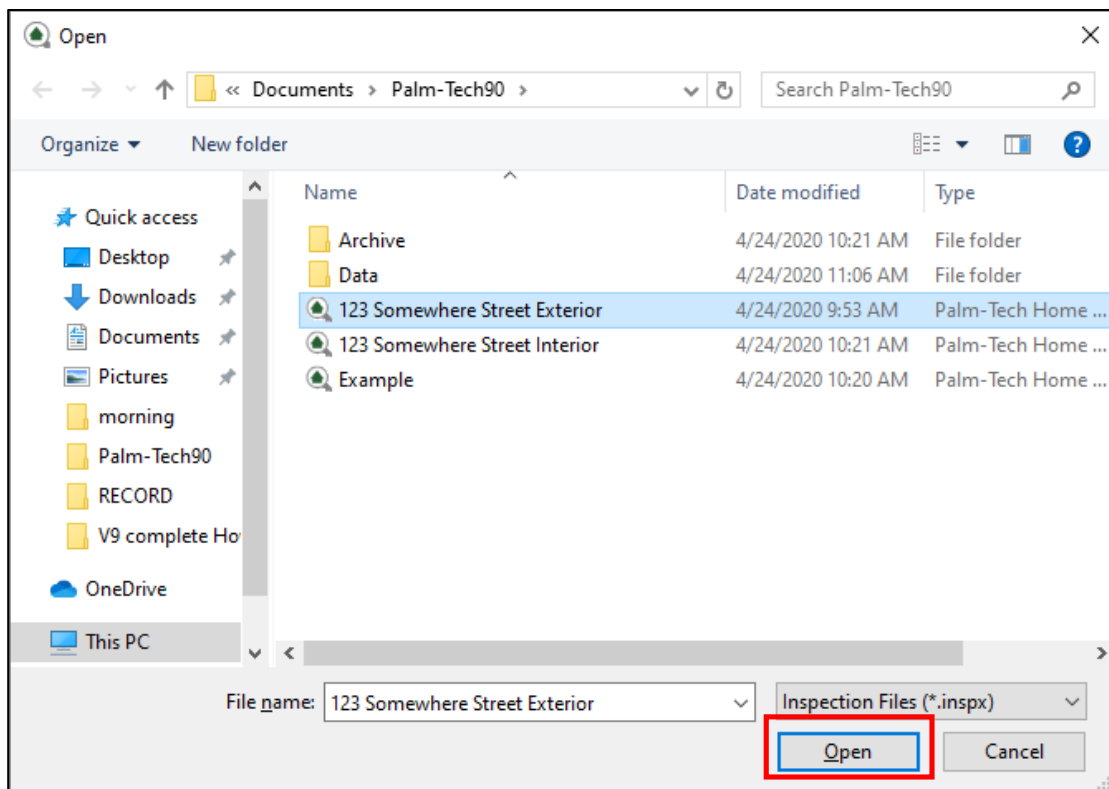 Open
« Documents › Palm-Tech90 ›
Search Palm-Tech90
Organize
New folder
Name
Date modified
Type
Quick access
Desktop
Downloads
Documents
Pictures
morning
Palm-Tech90
RECORD
V9 complete Ho
OneDrive
This PC
Archive 4/24/2020 10:21 AM File folder
Data 4/24/2020 11:06 AM File folder
123 Somewhere Street Exterior 4/24/2020 9:53 AM Palm-Tech Home ...
123 Somewhere Street Interior 4/24/2020 10:21 AM Palm-Tech Home ...
Example 4/24/2020 10:20 AM Palm-Tech Home ...
File name: 123 Somewhere Street Exterior
Inspection Files (*.inspx)
Open
Cancel